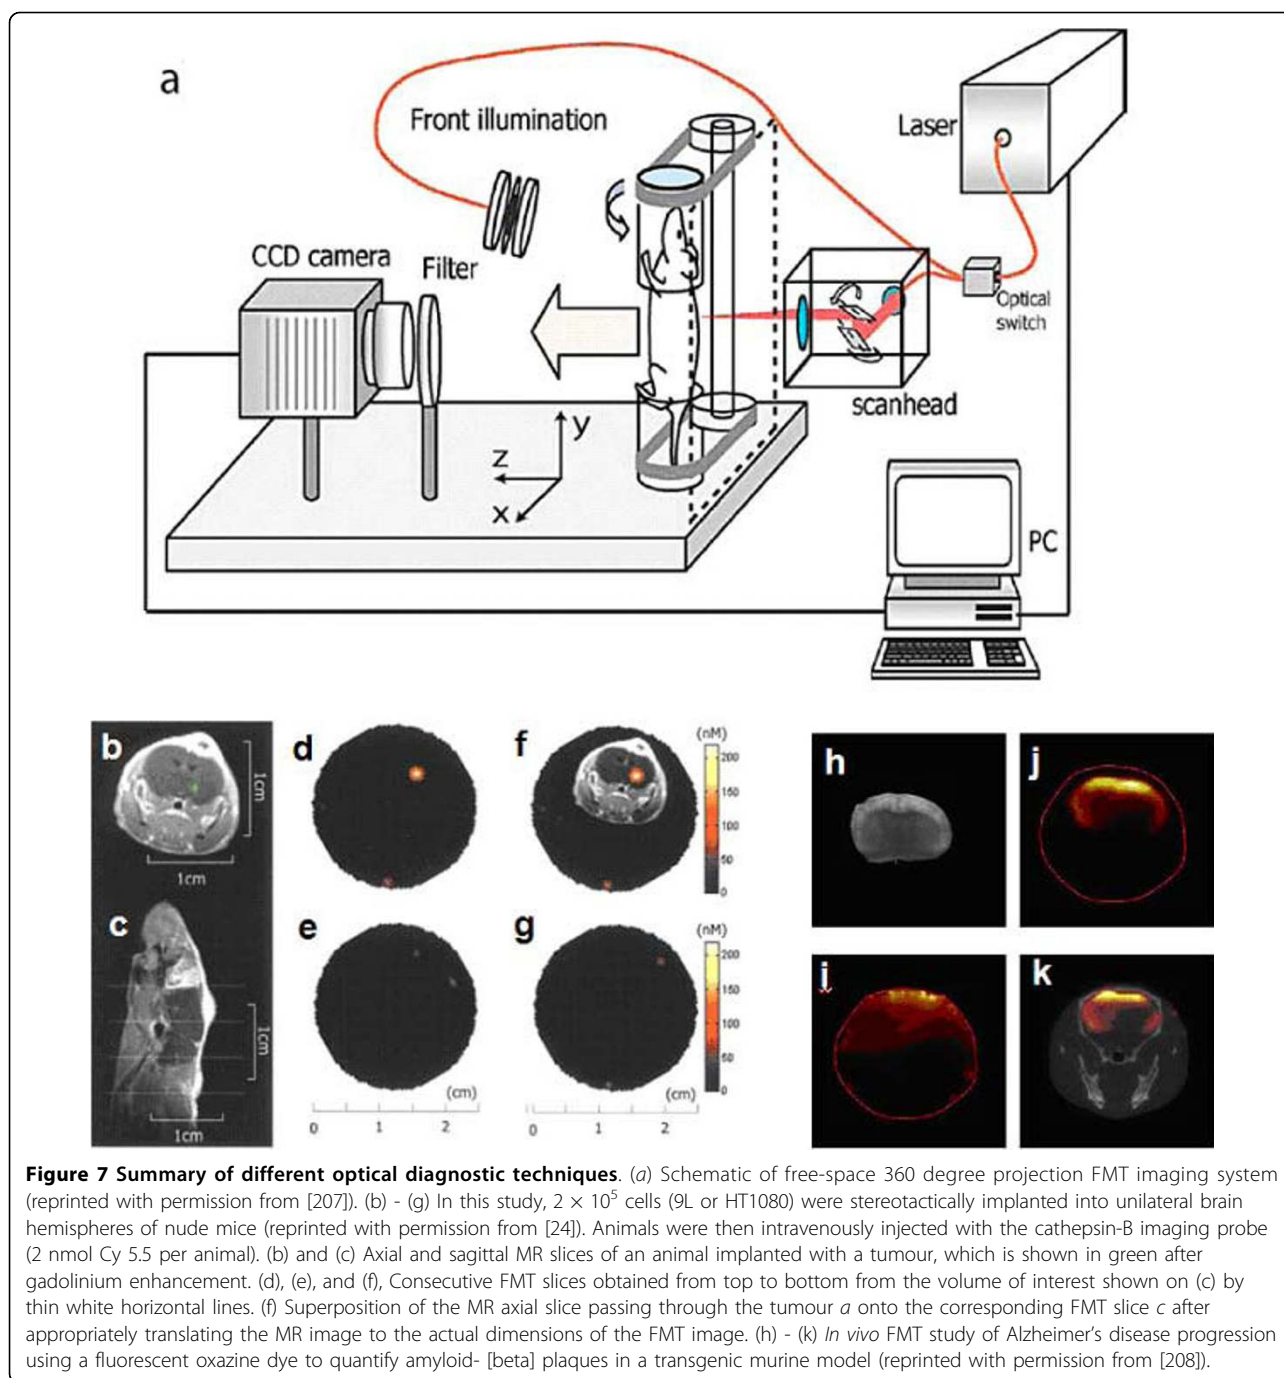 a
Front illumination
Laser
CCD camera
Filter
Optical
switch
scanhead
y
z
x
PC
b
1cm
1cm
d
f
(nM)
200
150
100
50
0
h
j
c
1cm
1cm
e
g
(nM)
200
150
100
50
0
(cm)
0 1 2
(cm)
0 1 2
i
k
Figure 7 Summary of different optical diagnostic techniques. (a) Schematic of free-space 360 degree projection FMT imaging system
(reprinted with permission from [207]). (b) - (g) In this study, 2 × 10⁵ cells (9L or HT1080) were stereotactically implanted into unilateral brain
hemispheres of nude mice (reprinted with permission from [24]). Animals were then intravenously injected with the cathepsin-B imaging probe
(2 nmol Cy 5.5 per animal). (b) and (c) Axial and sagittal MR slices of an animal implanted with a tumour, which is shown in green after
gadolinium enhancement. (d), (e), and (f), Consecutive FMT slices obtained from top to bottom from the volume of interest shown on (c) by
thin white horizontal lines. (f) Superposition of the MR axial slice passing through the tumour a onto the corresponding FMT slice c after
appropriately translating the MR image to the actual dimensions of the FMT image. (h) - (k) In vivo FMT study of Alzheimer's disease progression
using a fluorescent oxazine dye to quantify amyloid- [beta] plaques in a transgenic murine model (reprinted with permission from [208]).